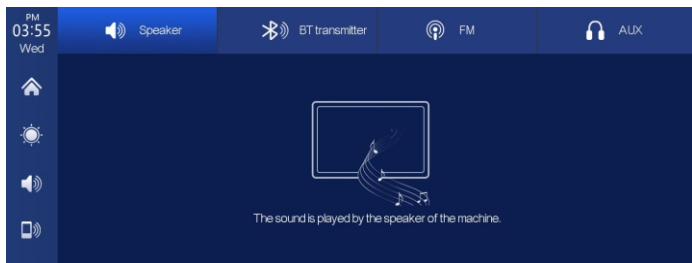 PM
03:55
Wed
Speaker
BT transmitter
FM
AUX
The sound is played by the speaker of the machine.